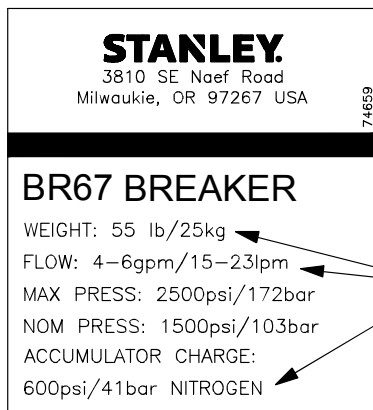 STANLEY.
3810 SE Naef Road
Milwaukie, OR 97267 USA
74659
BR67 BREAKER
WEIGHT: 55 lb/25kg
FLOW: 4-6gpm/15-23lpm
MAX PRESS: 2500psi/172bar
NOM PRESS: 1500psi/103bar
ACCUMULATOR CHARGE:
600psi/41bar NITROGEN